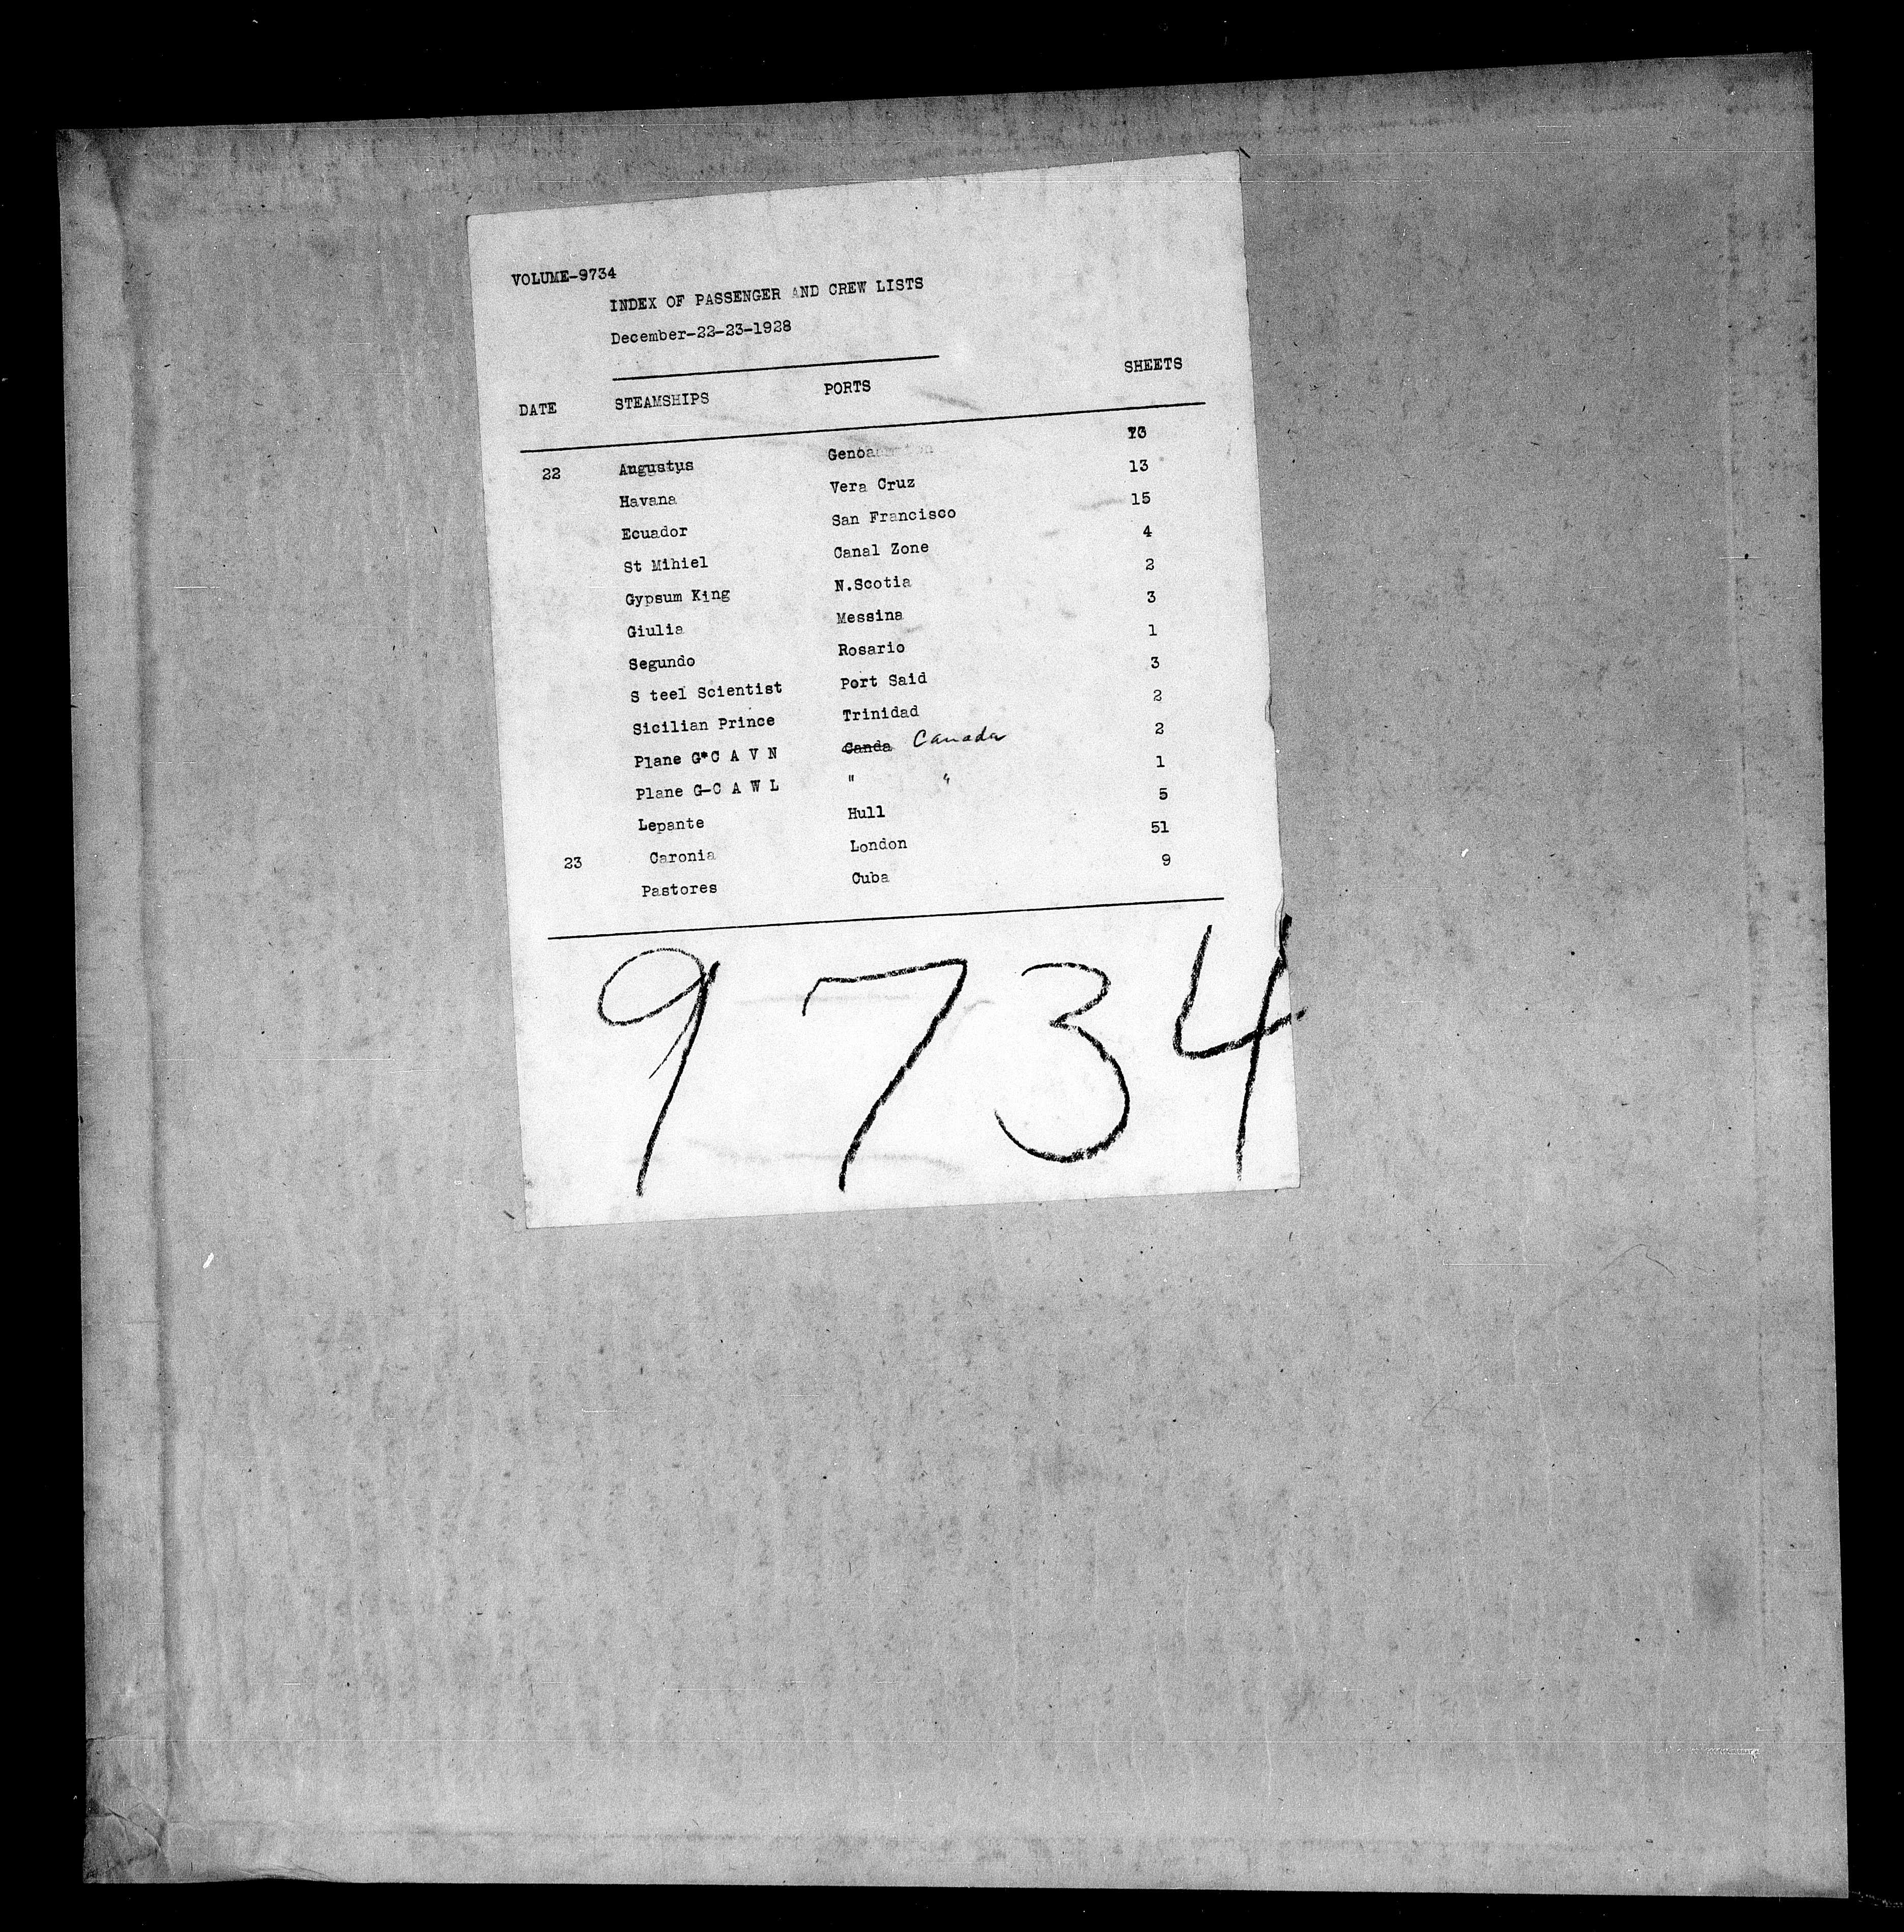 VOLUME-9734
INDEX OF PASSENGER AND CREW LISTS
December-22-23-1928
DATE STEAMSHIPS PORTS SHEETS
22 Augustus Genoa
Havana Vera Cruz 13
Ecuador San Francisco 15
St Mihiel Canal Zone 4
Gypsum King N.Scotia 2
Giulia Messina 3
Segundo Rosario 1
S teel Scientist Port Said 3
Sicilian Prince Trinidad 2
Plane G*C A V N Canda Canada 2
Plane G-C A W L " " 1
Lepante Hull 5
23 Caronia London 51
Pastores Cuba 9
9734